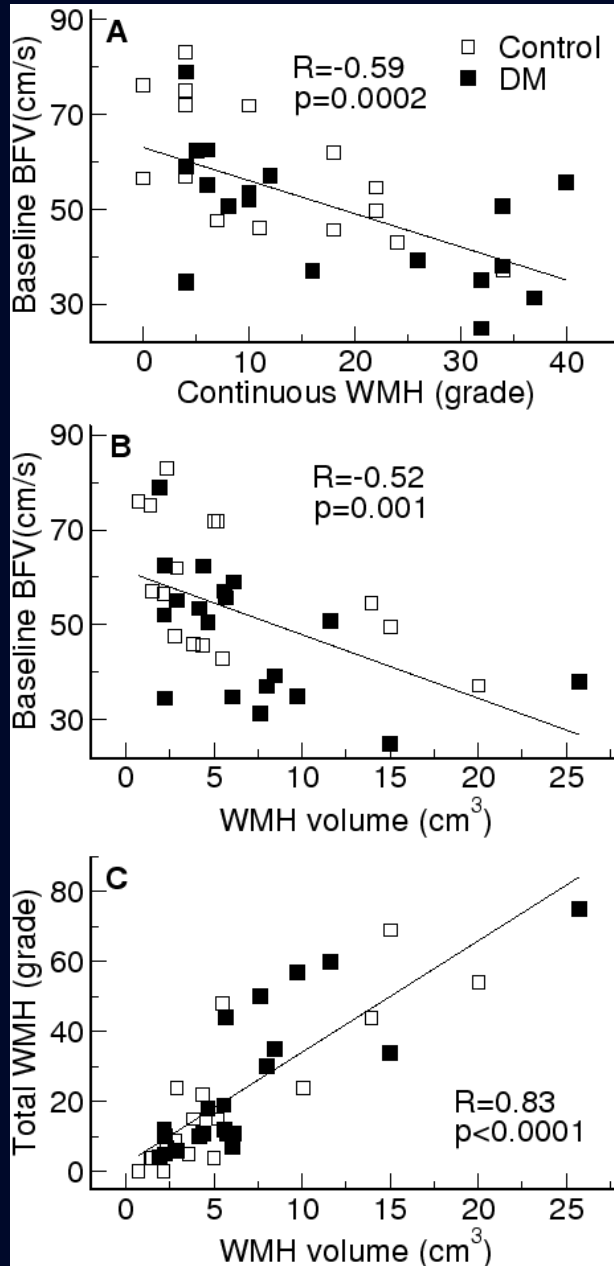 A
Control
DM
R=-0.59
p=0.0002
Baseline BFV(cm/s)
90
70
50
30
0 10 20 30 40
Continuous WMH (grade)
B
R=-0.52
p=0.001
Baseline BFV(cm/s)
90
70
50
30
0 5 10 15 20 25
WMH volume (cm³)
C
R=0.83
p<0.0001
Total WMH (grade)
80
60
40
20
0
0 5 10 15 20 25
WMH volume (cm³)